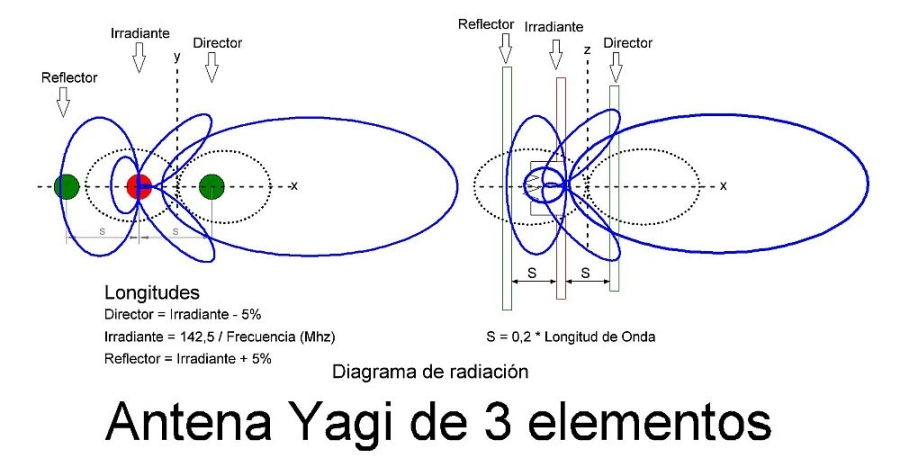 Reflector
Irradiante
Director
y
x
S
S
Reflector
Irradiante
Director
z
x
S
S
Longitudes
Director = Irradiante - 5%
Irradiante = 142,5 / Frecuencia (Mhz)
Reflector = Irradiante + 5%
S = 0,2 * Longitud de Onda
Diagrama de radiación
Antena Yagi de 3 elementos